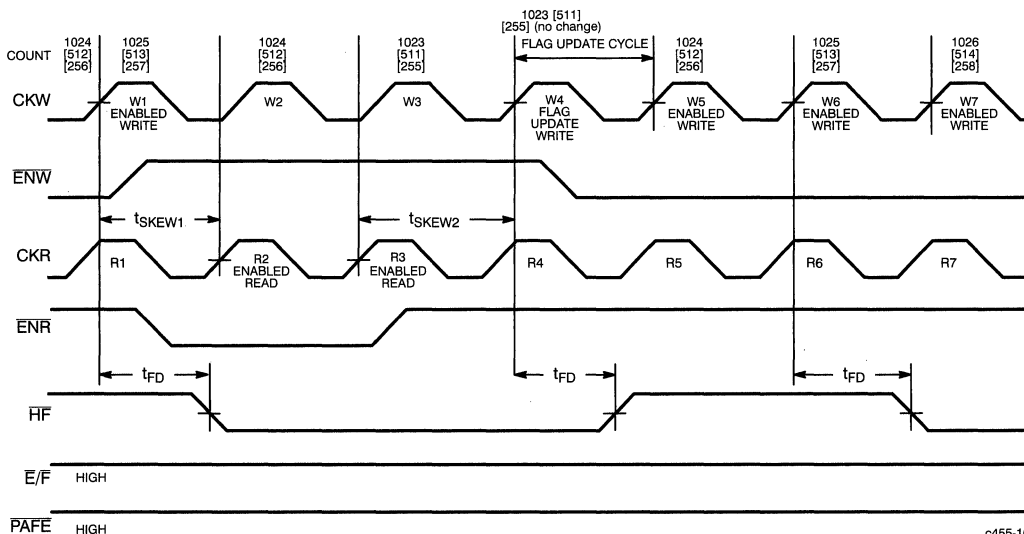 1023 [511]
[255] (no change)
COUNT
1024
[512]
[256]
1025
[513]
[257]
1024
[512]
[256]
1023
[511]
[255]
FLAG UPDATE CYCLE
1024
[512]
[256]
1025
[513]
[257]
1026
[514]
[258]
CKW
W1
ENABLED
WRITE
W2
W3
W4
FLAG
UPDATE
WRITE
W5
ENABLED
WRITE
W6
ENABLED
WRITE
W7
ENABLED
WRITE
ENW
tSKEW1
tSKEW2
CKR
R1
R2
ENABLED
READ
R3
ENABLED
READ
R4
R5
R6
R7
ENR
tFD
tFD
tFD
HF
E/F
HIGH
PAFE
HIGH